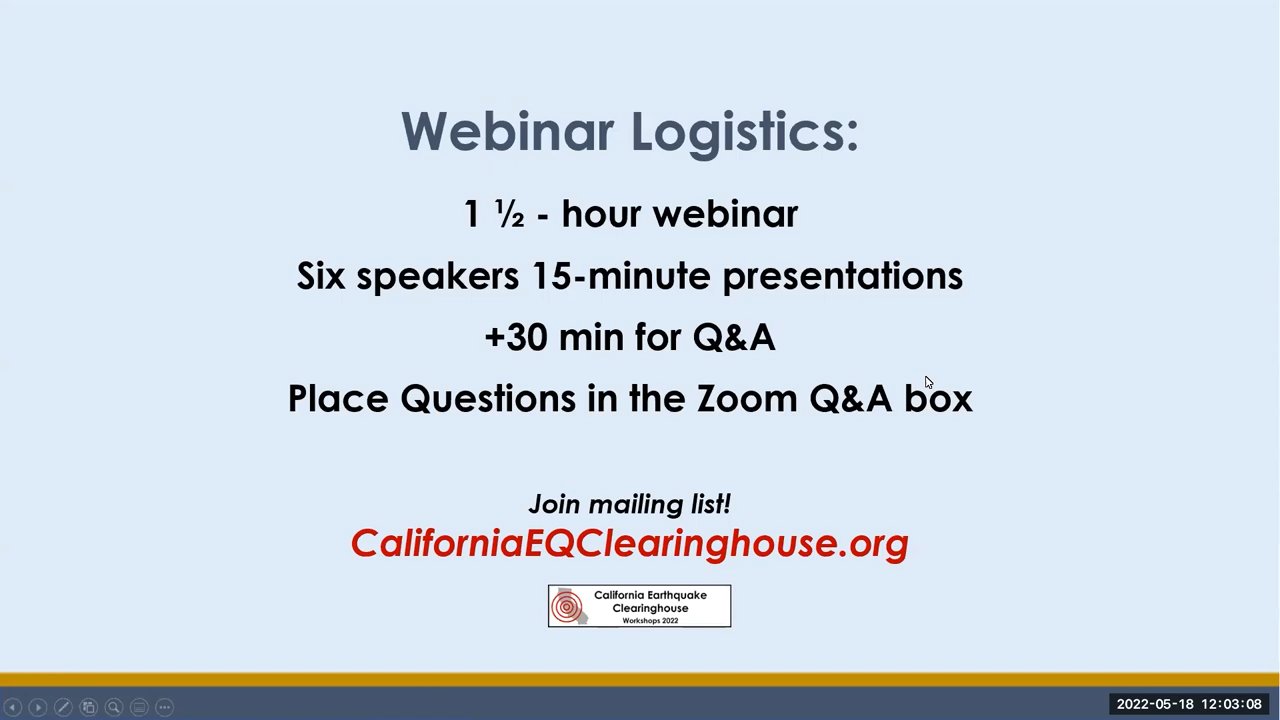 Webinar Logistics:
1 ½ - hour webinar
Six speakers 15-minute presentations
+30 min for Q&A
Place Questions in the Zoom Q&A box
Join mailing list!
CaliforniaEQClearinghouse.org
California Earthquake
Clearinghouse
Workshops 2022
2022-05-18 12:03:08